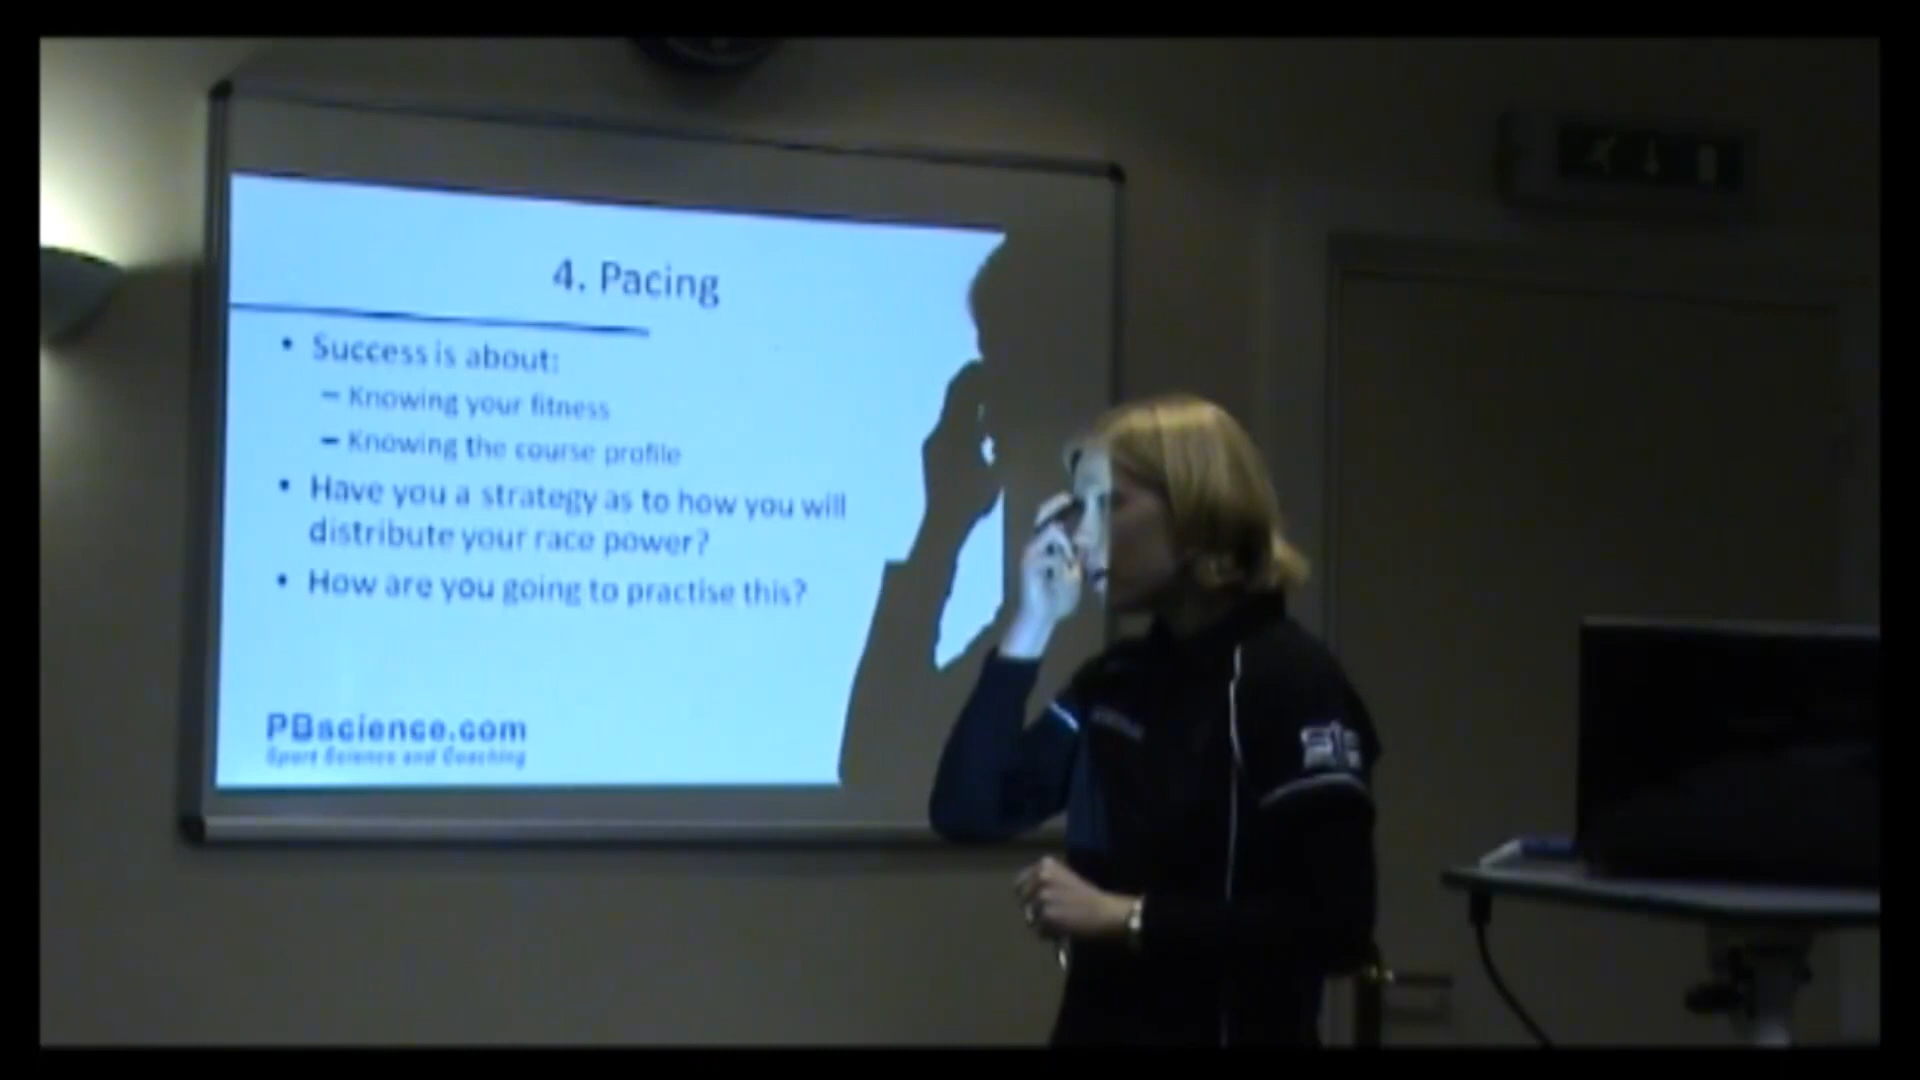 4. Pacing
• Success is about:
– Knowing your fitness
– Knowing the course profile
• Have you a strategy as to how you will
distribute your race power?
• How are you going to practise this?
PBscience.com
Sport Science and Coaching